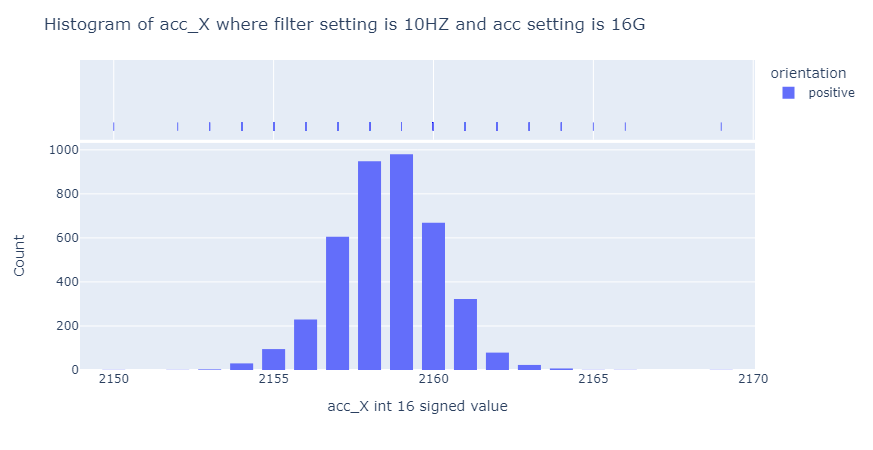 Histogram of acc_X where filter setting is 10HZ and acc setting is 16G
orientation
positive
1000
800
600
400
200
0
Count
2150
2155
2160
2165
2170
acc_X int 16 signed value